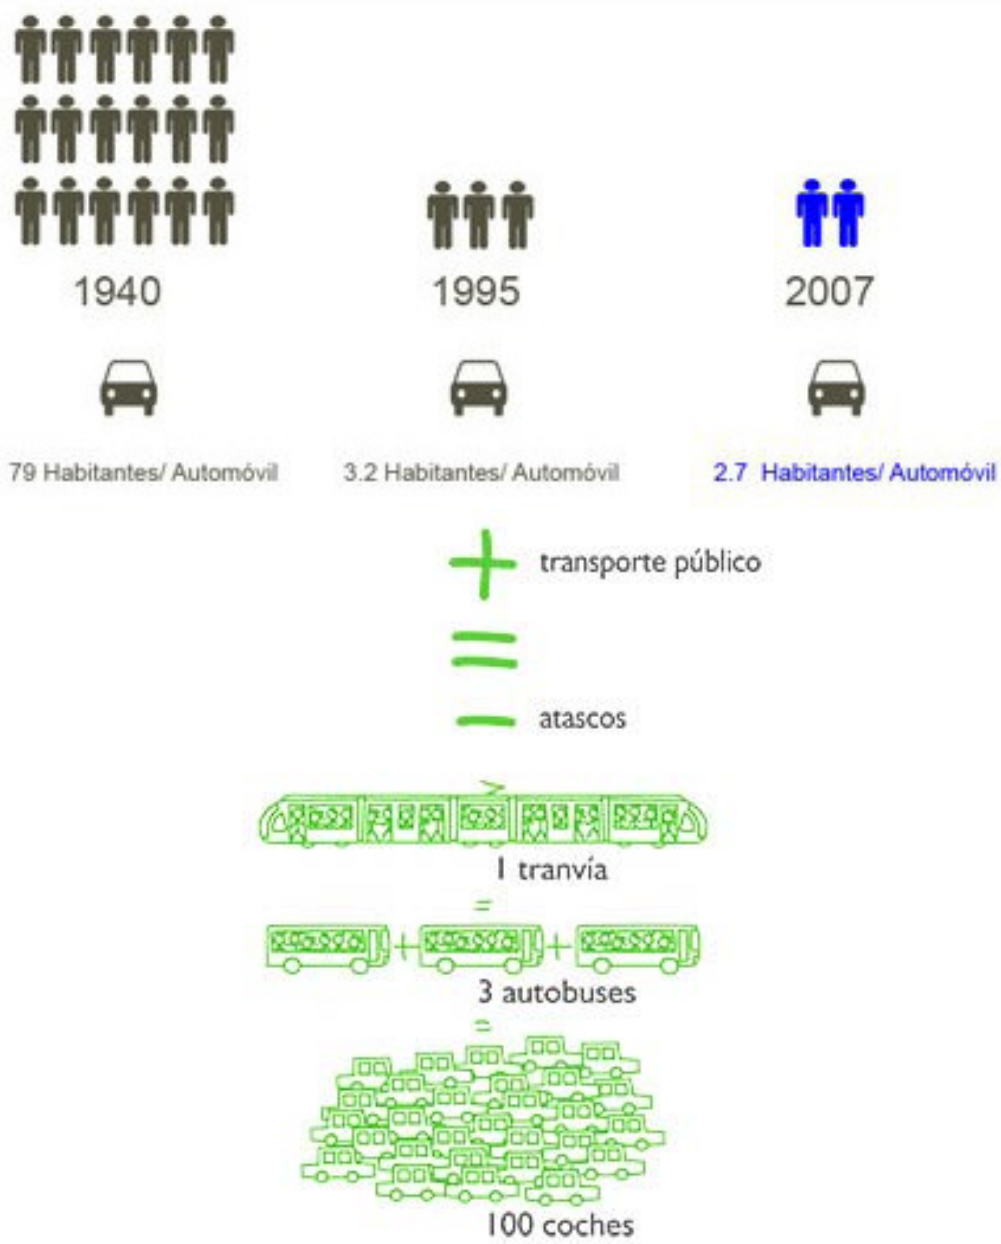 1940
1995
2007
79 Habitantes/ Automóvil
3.2 Habitantes/ Automóvil
2.7 Habitantes/ Automóvil
+ transporte público
=
− atascos
1 tranvía
=
+ +
3 autobuses
=
100 coches